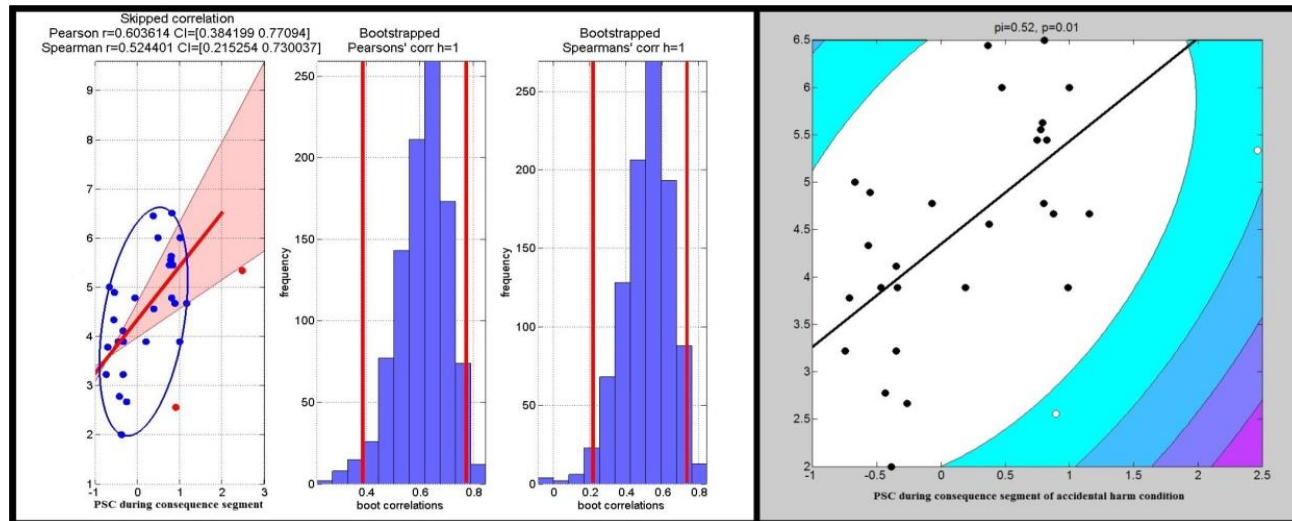 Skipped correlation
Pearson r=0.603614 CI=[0.384199 0.77094]
Spearman r=0.524401 CI=[0.215254 0.730037]
Bootstrapped
Pearsons' corr h=1
Bootstrapped
Spearmans' corr h=1
pi=0.52, p=0.01
9
8
7
6
5
4
3
2
1
-1 0 1 2 3
PSC during consequence segment
frequency
250
200
150
100
50
0
0.4 0.6 0.8
boot correlations
frequency
250
200
150
100
50
0
0 0.2 0.4 0.6 0.8
boot correlations
6.5
6
5.5
5
4.5
4
3.5
3
2.5
2
-1 -0.5 0 0.5 1 1.5 2 2.5
PSC during consequence segment of accidental harm condition